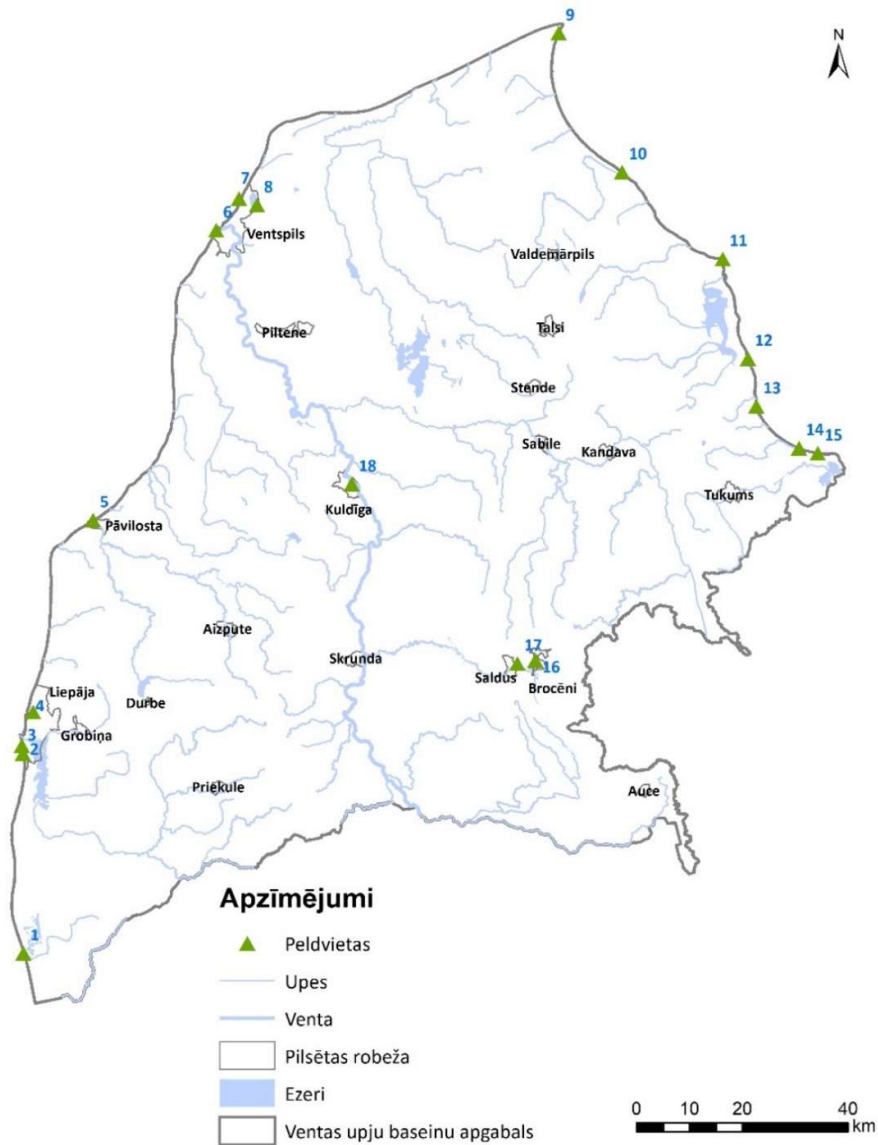 9
N
10
7
8
6
Ventspils
11
Valdemārpils
Piltene
Talsi
12
Stende
13
Sabile
Kandava
14
15
18
Kuldīga
Tukums
5
Pāvilosta
Aizpute
Skrunda
17
16
Saldus
Brocēni
Liepāja
4
Durbe
Grobiņa
3
2
Priekule
Auce
1
Apzīmējumi
Peldvietas
Upes
Venta
Pilsētas robeža
Ezeri
Ventas upju baseinu apgabals
0 10 20 40
km